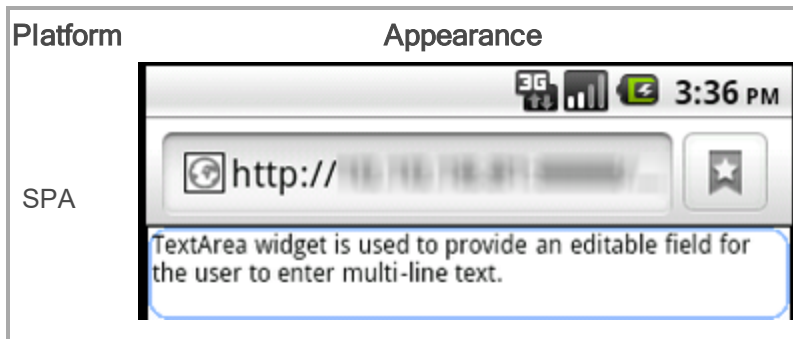 Platform Appearance
3G
3:36 PM
http://
SPA
TextArea widget is used to provide an editable field for
the user to enter multi-line text.